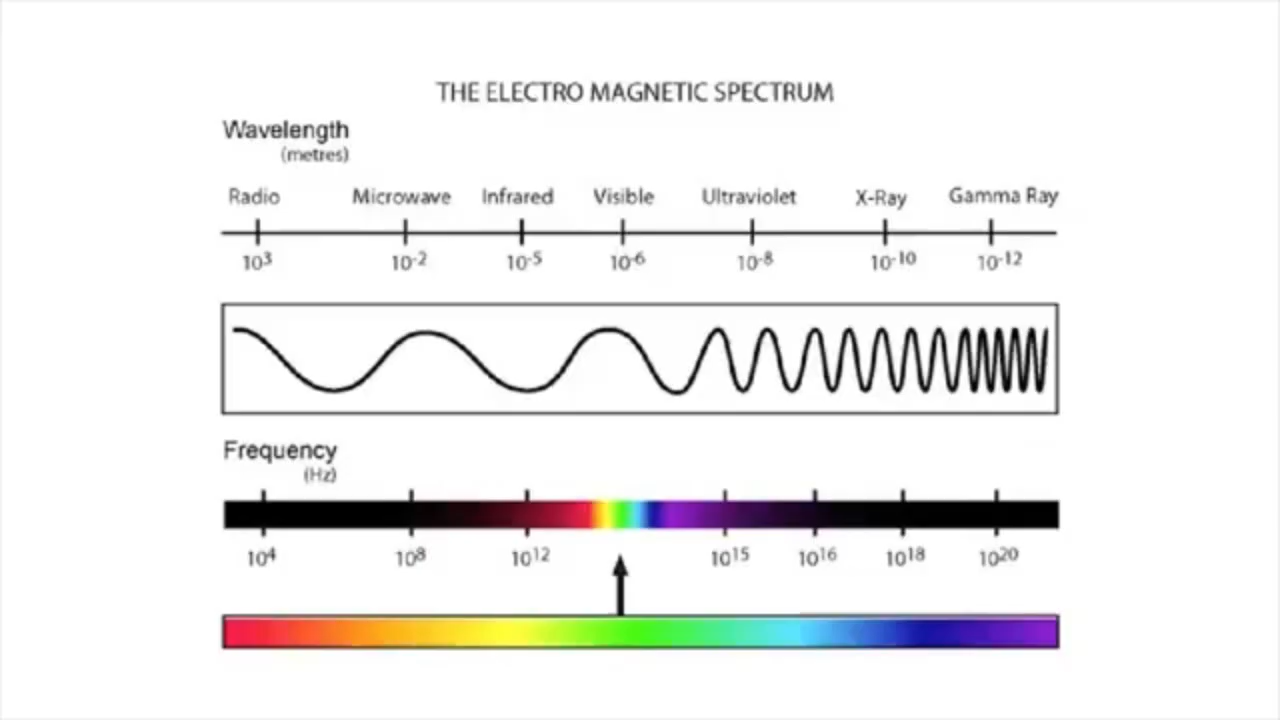 THE ELECTRO MAGNETIC SPECTRUM
Wavelength
(metres)
Radio Microwave Infrared Visible Ultraviolet X-Ray Gamma Ray
10³ 10⁻² 10⁻⁵ 10⁻⁶ 10⁻⁸ 10⁻¹⁰ 10⁻¹²
Frequency
(Hz)
10⁴ 10⁸ 10¹² 10¹⁵ 10¹⁶ 10¹⁸ 10²⁰